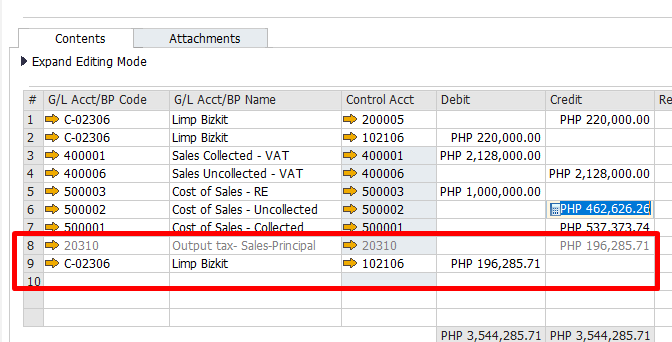 Contents Attachments
Expand Editing Mode
# G/L Acct/BP Code G/L Acct/BP Name Control Acct Debit Credit Re
1 C-02306 Limp Bizkit 200005 PHP 220,000.00
2 C-02306 Limp Bizkit 102106 PHP 220,000.00
3 400001 Sales Collected - VAT 400001 PHP 2,128,000.00
4 400006 Sales Uncollected - VAT 400006 PHP 2,128,000.00
5 500003 Cost of Sales - RE 500003 PHP 1,000,000.00
6 500002 Cost of Sales - Uncollected 500002 PHP 462,626.26
7 500001 Cost of Sales - Collected 500001 PHP 537,373.74
8 20310 Output tax- Sales-Principal 20310 PHP 196,285.71
9 C-02306 Limp Bizkit 102106 PHP 196,285.71
10
PHP 3,544,285.71 PHP 3,544,285.71